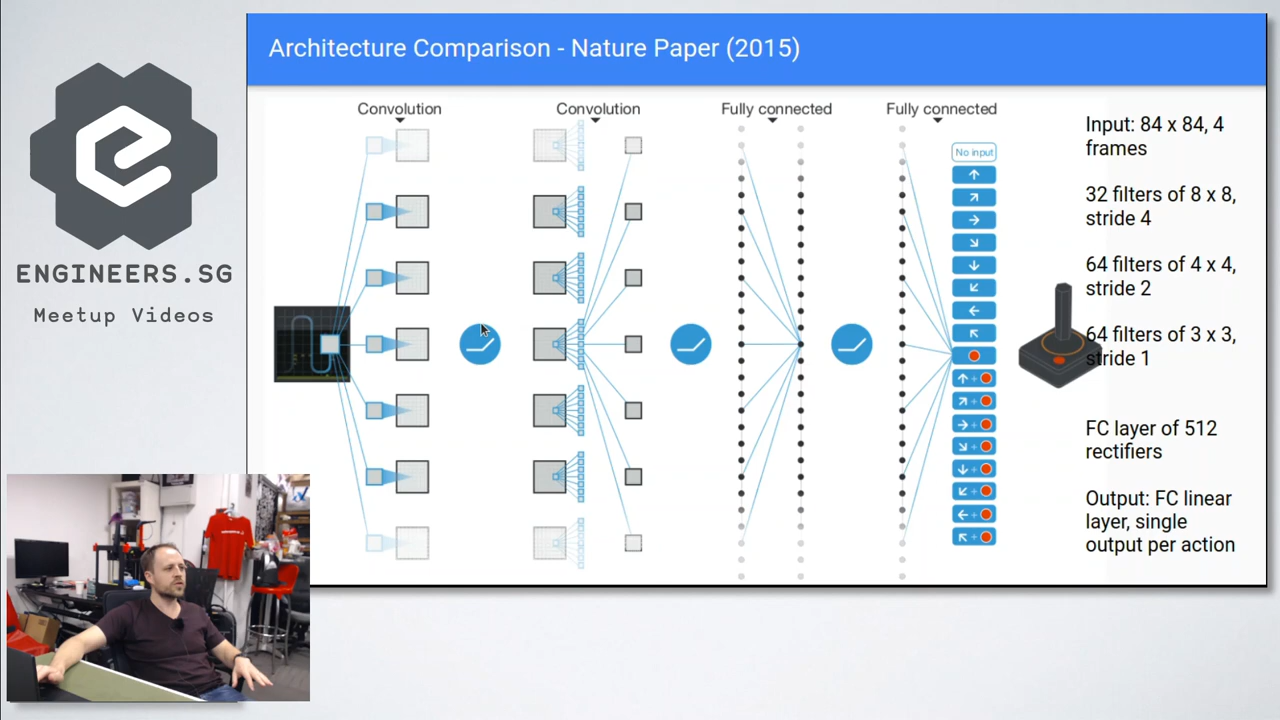 Architecture Comparison - Nature Paper (2015)
ENGINEERS.SG
Meetup Videos
Convolution
Convolution
Fully connected
Fully connected
No input
Input: 84 x 84, 4
frames
32 filters of 8 x 8,
stride 4
64 filters of 4 x 4,
stride 2
64 filters of 3 x 3,
stride 1
FC layer of 512
rectifiers
Output: FC linear
layer, single
output per action